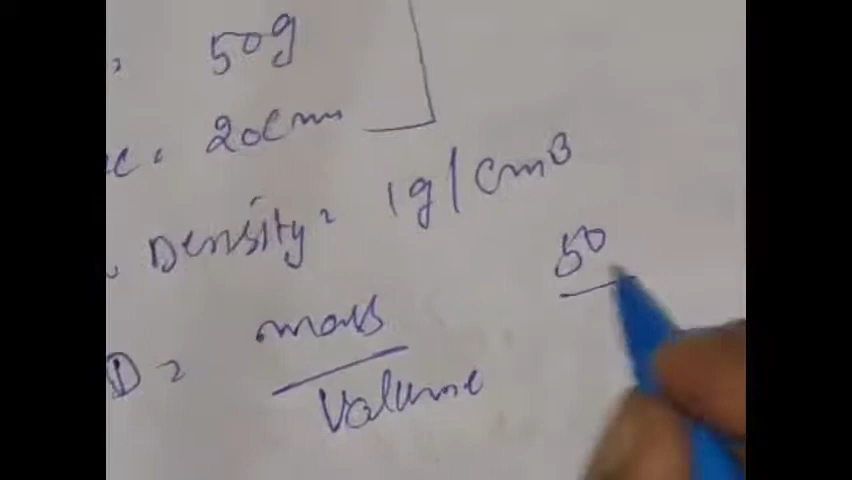 50g
20cm
Density = 1g/cm3
50
D = mass
Volume